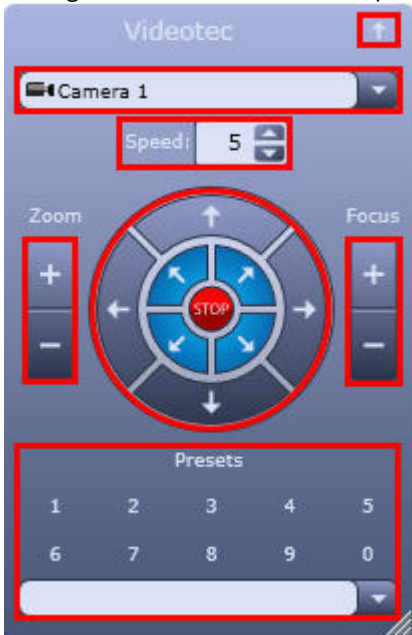 Videotec
Camera 1
Speed: 5
Zoom
Focus
+
+
STOP
−
−
Presets
1 2 3 4 5
6 7 8 9 0